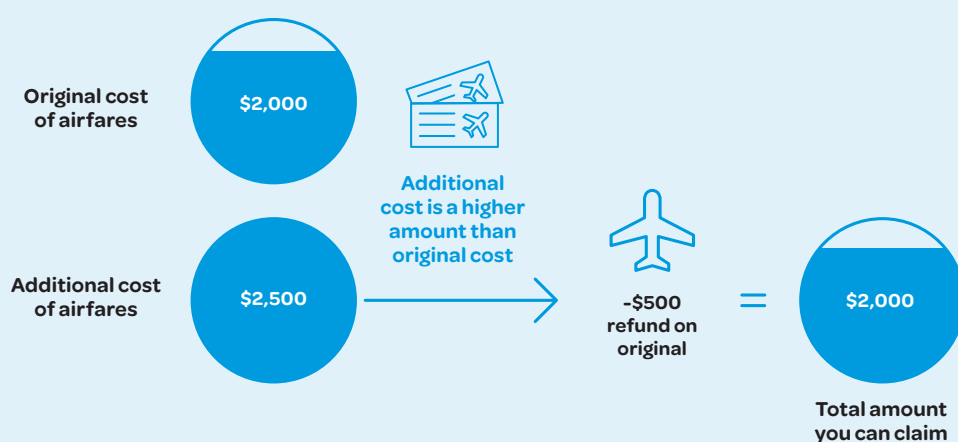 Original cost
of airfares
$2,000
Additional
cost is a higher
amount than
original cost
Additional cost
of airfares
$2,500
-$500
refund on
original
=
$2,000
Total amount
you can claim